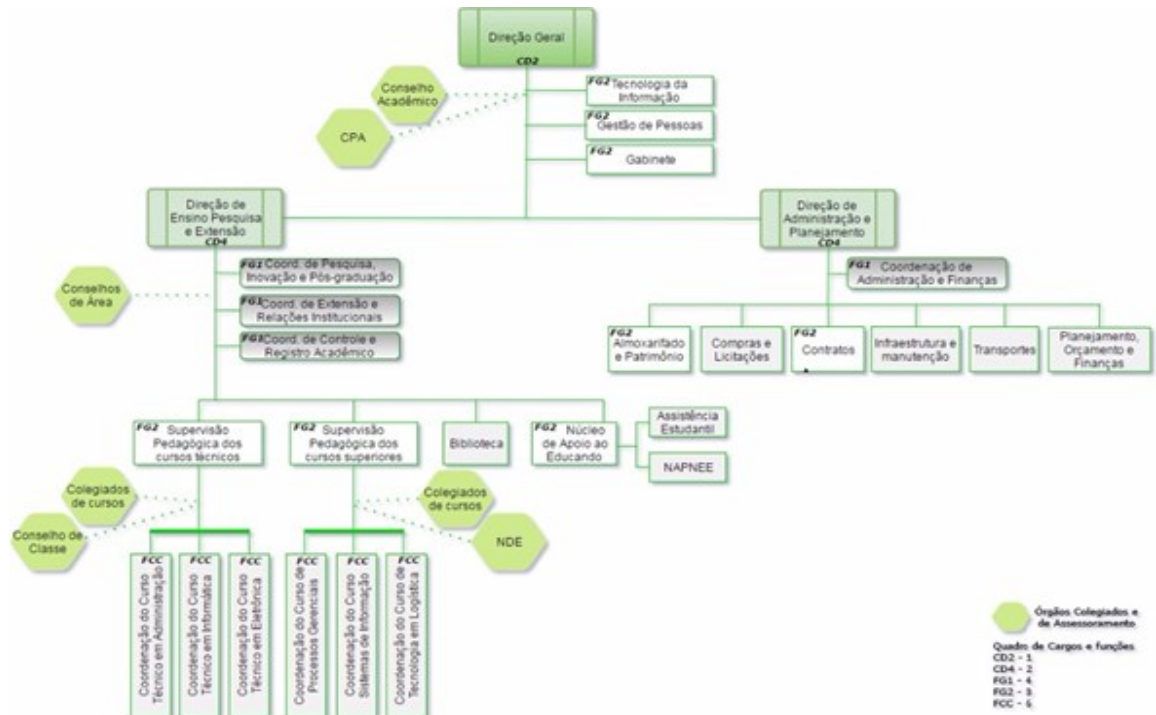 Direção Geral
CD2
Conselho
Acadêmico
CPA
FG2 Tecnologia da
Informação
FG2
Gestão de Pessoas
FG2
Gabinete
Direção de
Ensino Pesquisa
e Extensão
CD4
Direção de
Administração e
Planejamento
CD4
Conselhos
de Área
FG1 Coord. de Pesquisa,
Inovação e Pós-graduação
FG1 Coord. de Extensão e
Relações Institucionais
FG1 Coord. de Controle e
Registro Acadêmico
FG1 Coordenação de
Administração e Finanças
FG2
Almoxarifado
e Patrimônio
Compras e
Licitações
FG2
Contratos
Infraestrutura e
manutenção
Transportes
Planejamento,
Orçamento e
Finanças
FG2 Supervisão
Pedagógica dos
cursos técnicos
FG2 Supervisão
Pedagógica dos
cursos superiores
Biblioteca
FG2 Núcleo
de Apoio ao
Educando
Assistência
Estudantil
NAPNEE
Colegiados
de cursos
Conselho de
Classe
Colegiados
de cursos
NDE
FCC
Coordenação do Curso
Técnico em Administração
FCC
Coordenação do Curso
Técnico em Informática
FCC
Coordenação do Curso
Técnico em Eletrônica
FCC
Coordenação do Curso de
Processos Gerenciais
FCC
Coordenação do Curso
Sistemas de Informação
FCC
Coordenação do Curso de
Tecnologia em Logística
Órgãos Colegiados e
de Assessoramento
Quadro de Cargos e funções
CD2 - 1
CD4 - 2
FG1 - 4
FG2 -
FCC -